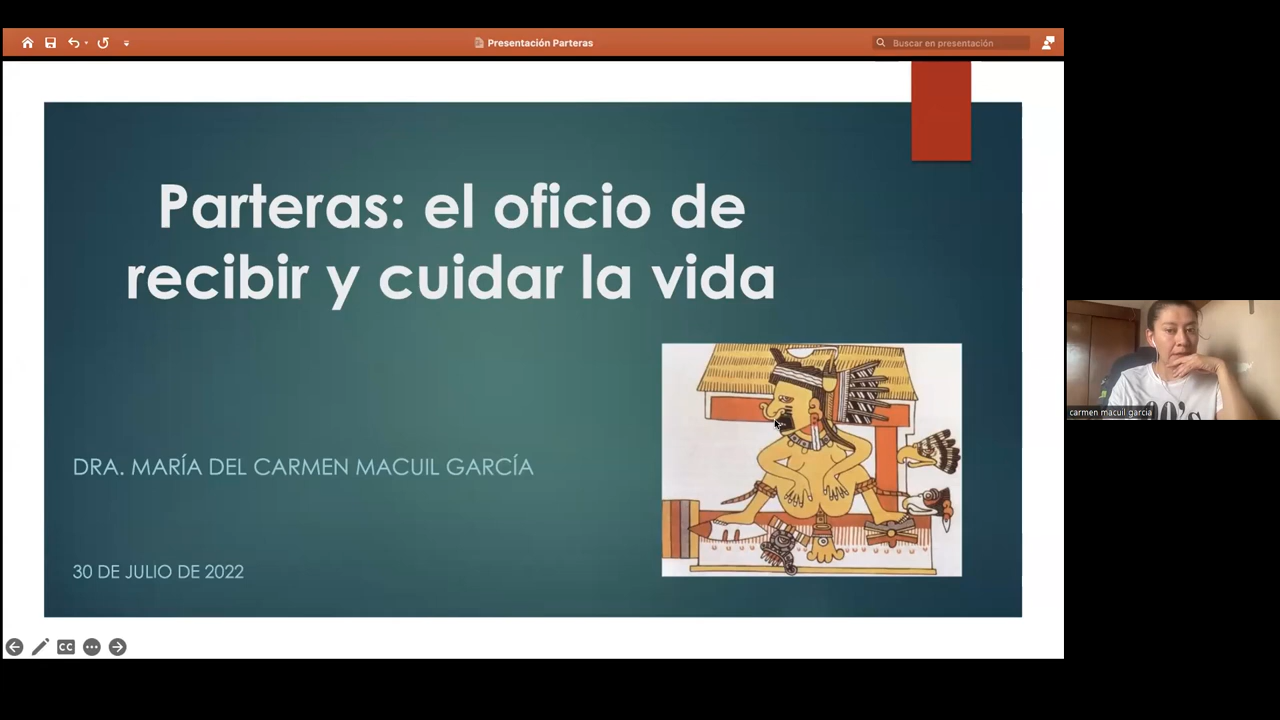 Presentación Parteras
Buscar en presentación
Parteras: el oficio de
recibir y cuidar la vida
DRA. MARÍA DEL CARMEN MACUIL GARCÍA
30 DE JULIO DE 2022
CC
carmen macuil garcia